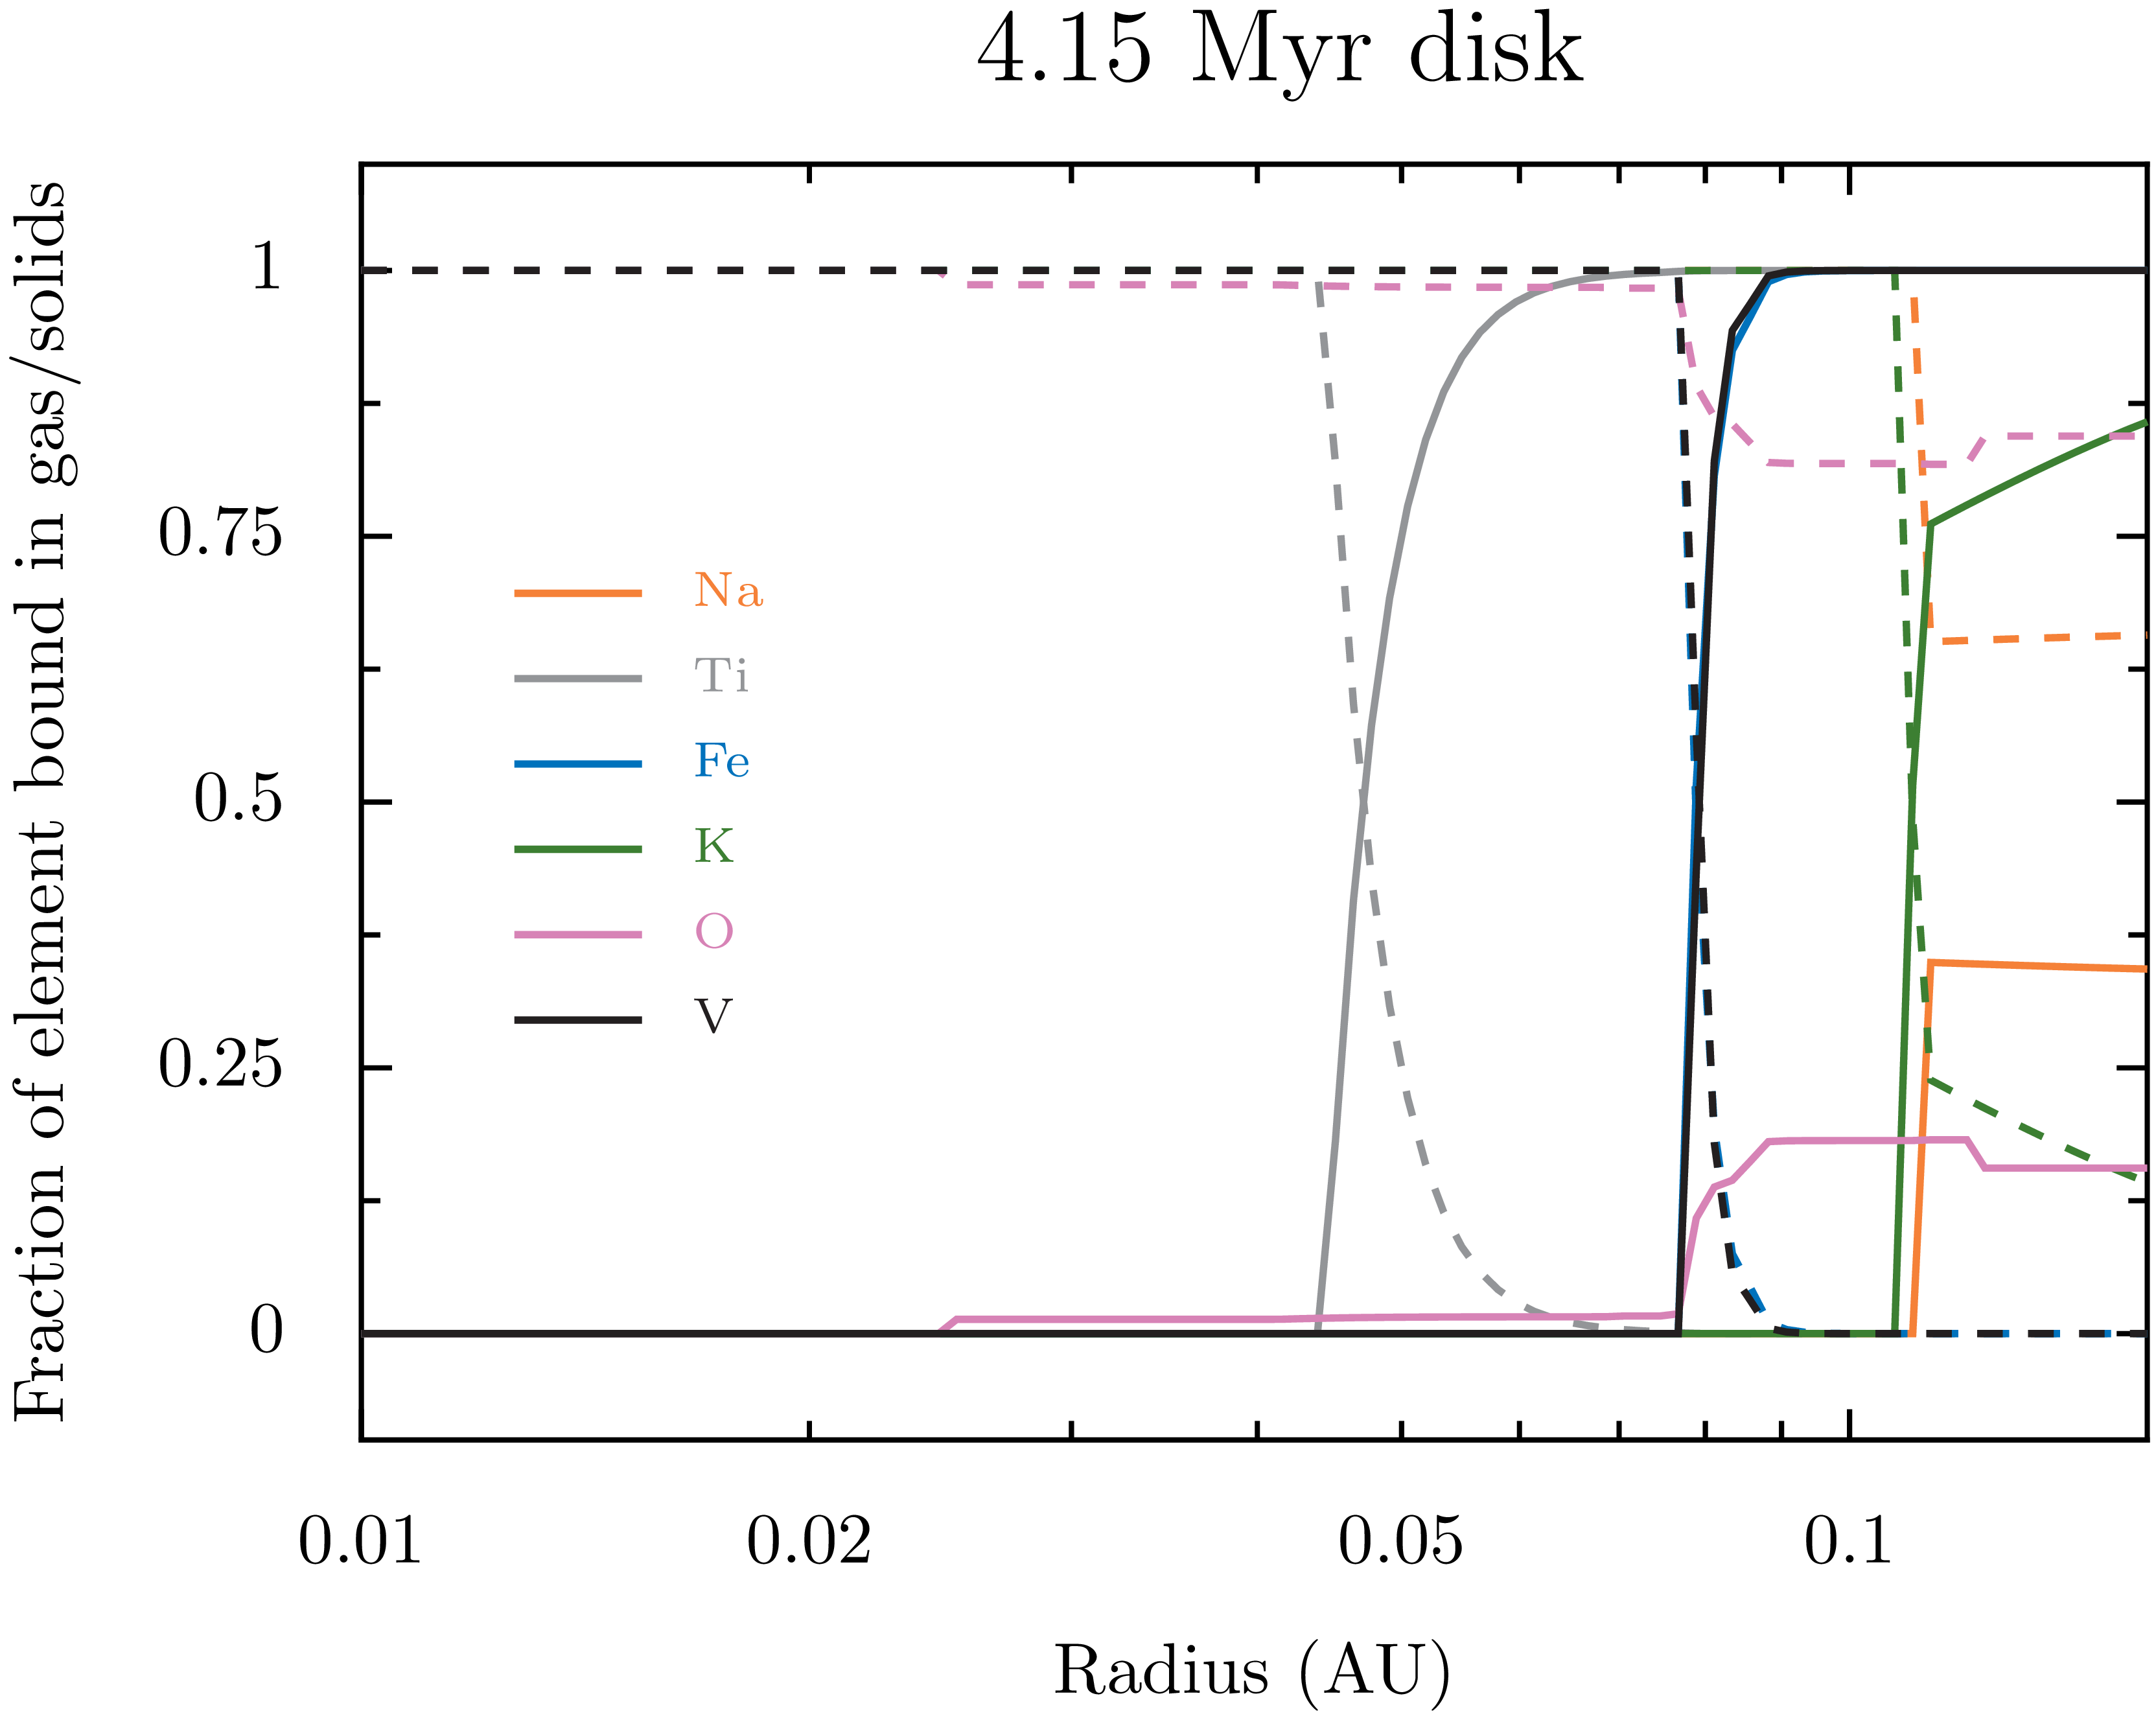 4.15 Myr disk
Fraction of element bound in gas/solids
1
0.75
0.5
0.25
0
Na
Ti
Fe
K
O
V
0.01 0.02 0.05 0.1
Radius (AU)